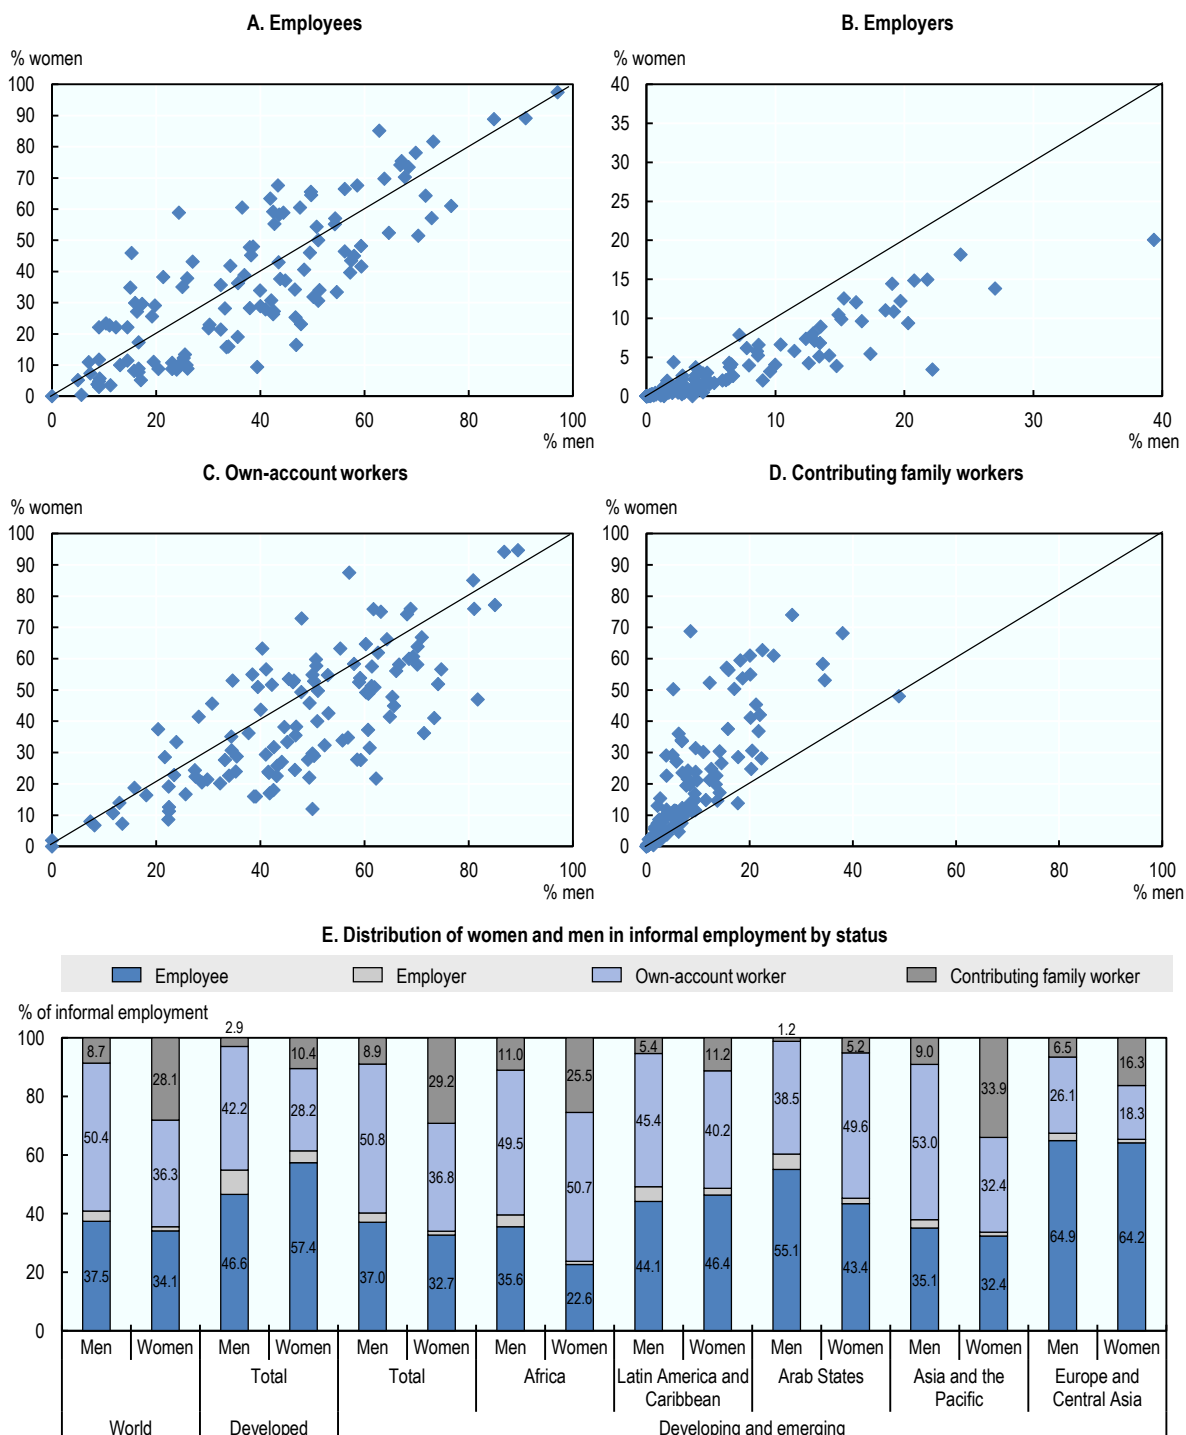 A. Employees
B. Employers
% women
% women
100
90
80
70
60
50
40
30
20
10
0
0 20 40 60 80 100
% men
40
35
30
25
20
15
10
5
0
0 10 20 30 40
% men
C. Own-account workers
D. Contributing family workers
% women
% women
100
90
80
70
60
50
40
30
20
10
0
0 20 40 60 80 100
% men
100
90
80
70
60
50
40
30
20
10
0
0 20 40 60 80 100
% men
E. Distribution of women and men in informal employment by status
Employee Employer Own-account worker Contributing family worker
% of informal employment
100
80
60
40
20
0
8.7 28.1 2.9 10.4 8.9 29.2 11.0 25.5 5.4 11.2 1.2 5.2 9.0 33.9 6.5 16.3
50.4 36.3 42.2 28.2 50.8 36.8 49.5 50.7 45.4 40.2 38.5 49.6 53.0 32.4 26.1 18.3
37.5 34.1 46.6 57.4 37.0 32.7 35.6 22.6 44.1 46.4 55.1 43.4 35.1 32.4 64.9 64.2
Men Women Men Women Men Women Men Women Men Women Men Women Men Women Men Women
Total Total Africa Latin America and Caribbean Arab States Asia and the Pacific Europe and Central Asia
World Developed Developing and emerging